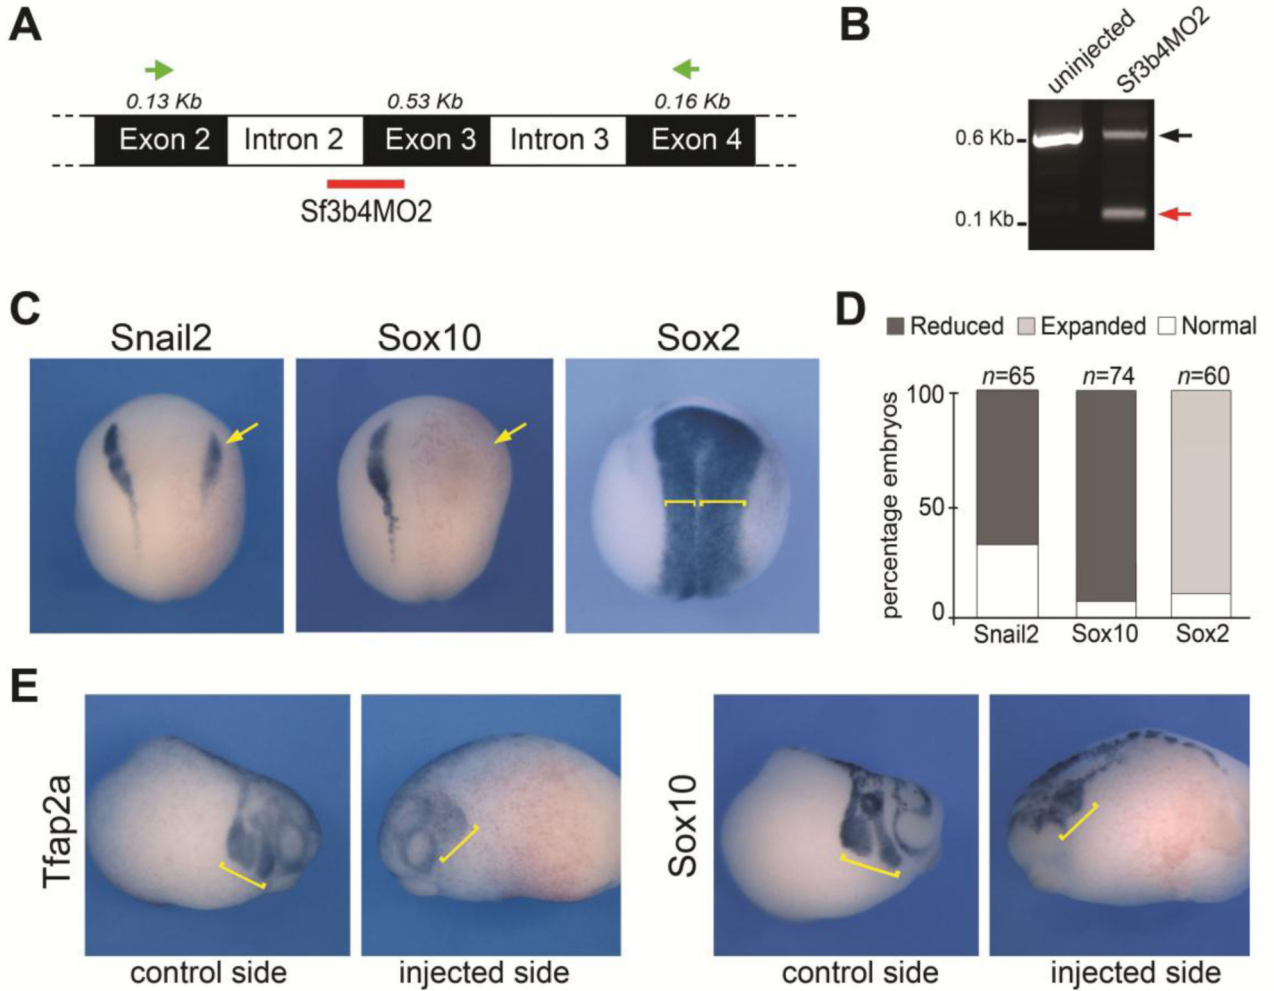 A
0.13 Kb 0.53 Kb 0.16 Kb
Exon 2 Intron 2 Exon 3 Intron 3 Exon 4
Sf3b4MO2
B
uninjected Sf3b4MO2
0.6 Kb
0.1 Kb
C
Snail2 Sox10 Sox2
D
Reduced Expanded Normal
n=65 n=74 n=60
percentage embryos
100
50
0
Snail2 Sox10 Sox2
E
Tfap2a
control side injected side
Sox10
control side injected side